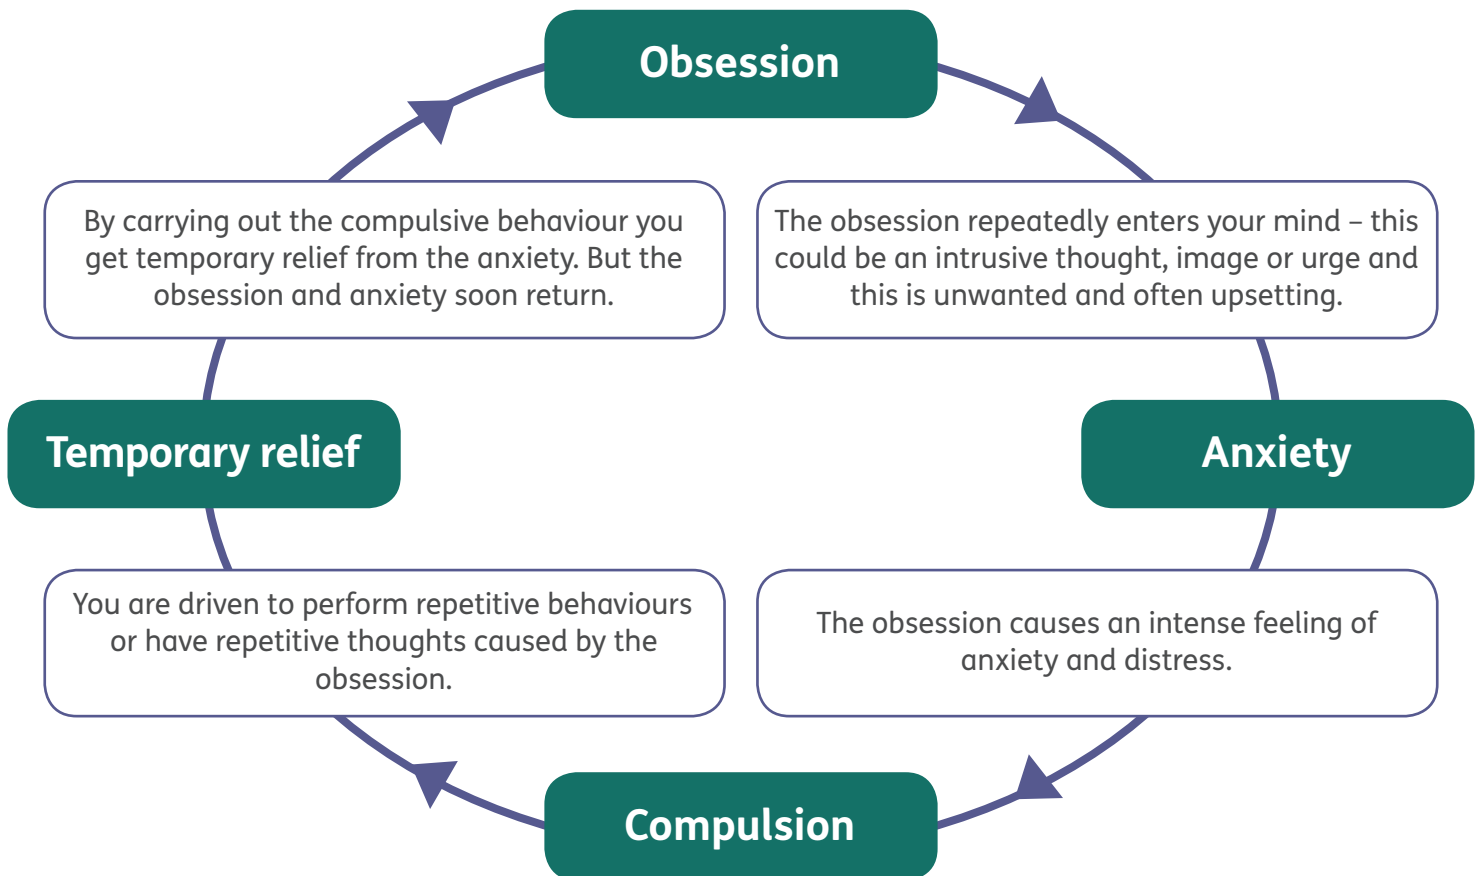 Obsession
The obsession repeatedly enters your mind – this
could be an intrusive thought, image or urge and
this is unwanted and often upsetting.
Anxiety
The obsession causes an intense feeling of
anxiety and distress.
Compulsion
You are driven to perform repetitive behaviours
or have repetitive thoughts caused by the
obsession.
Temporary relief
By carrying out the compulsive behaviour you
get temporary relief from the anxiety. But the
obsession and anxiety soon return.